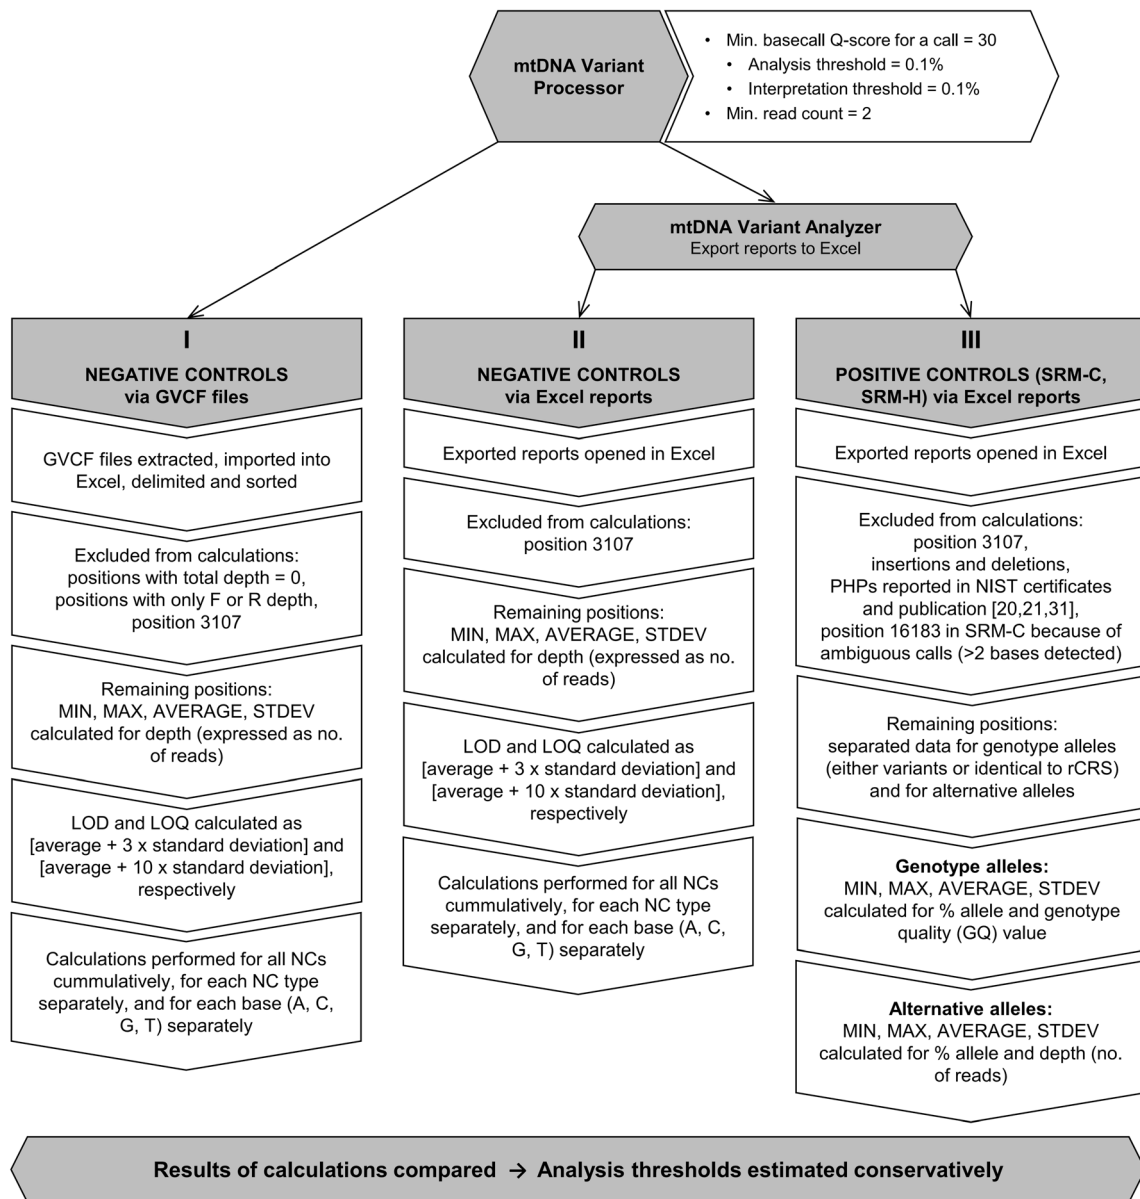 mtDNA Variant
Processor
• Min. basecall Q-score for a call = 30
• Analysis threshold = 0.1%
• Interpretation threshold = 0.1%
• Min. read count = 2
mtDNA Variant Analyzer
Export reports to Excel
I
NEGATIVE CONTROLS
via GVCF files
GVCF files extracted, imported into
Excel, delimited and sorted
Excluded from calculations:
positions with total depth = 0,
positions with only F or R depth,
position 3107
Remaining positions:
MIN, MAX, AVERAGE, STDEV
calculated for depth (expressed as no.
of reads)
LOD and LOQ calculated as
[average + 3 x standard deviation] and
[average + 10 x standard deviation],
respectively
Calculations performed for all NCs
cummulatively, for each NC type
separately, and for each base (A, C,
G, T) separately
II
NEGATIVE CONTROLS
via Excel reports
Exported reports opened in Excel
Excluded from calculations:
position 3107
Remaining positions:
MIN, MAX, AVERAGE, STDEV
calculated for depth (expressed as no.
of reads)
LOD and LOQ calculated as
[average + 3 x standard deviation] and
[average + 10 x standard deviation],
respectively
Calculations performed for all NCs
cummulatively, for each NC type
separately, and for each base (A, C,
G, T) separately
III
POSITIVE CONTROLS (SRM-C,
SRM-H) via Excel reports
Exported reports opened in Excel
Excluded from calculations:
position 3107,
insertions and deletions,
PHPs reported in NIST certificates
and publication [20,21,31],
position 16183 in SRM-C because of
ambiguous calls (>2 bases detected)
Remaining positions:
separated data for genotype alleles
(either variants or identical to rCRS)
and for alternative alleles
Genotype alleles:
MIN, MAX, AVERAGE, STDEV
calculated for % allele and genotype
quality (GQ) value
Alternative alleles:
MIN, MAX, AVERAGE, STDEV
calculated for % allele and depth (no.
of reads)
Results of calculations compared → Analysis thresholds estimated conservatively